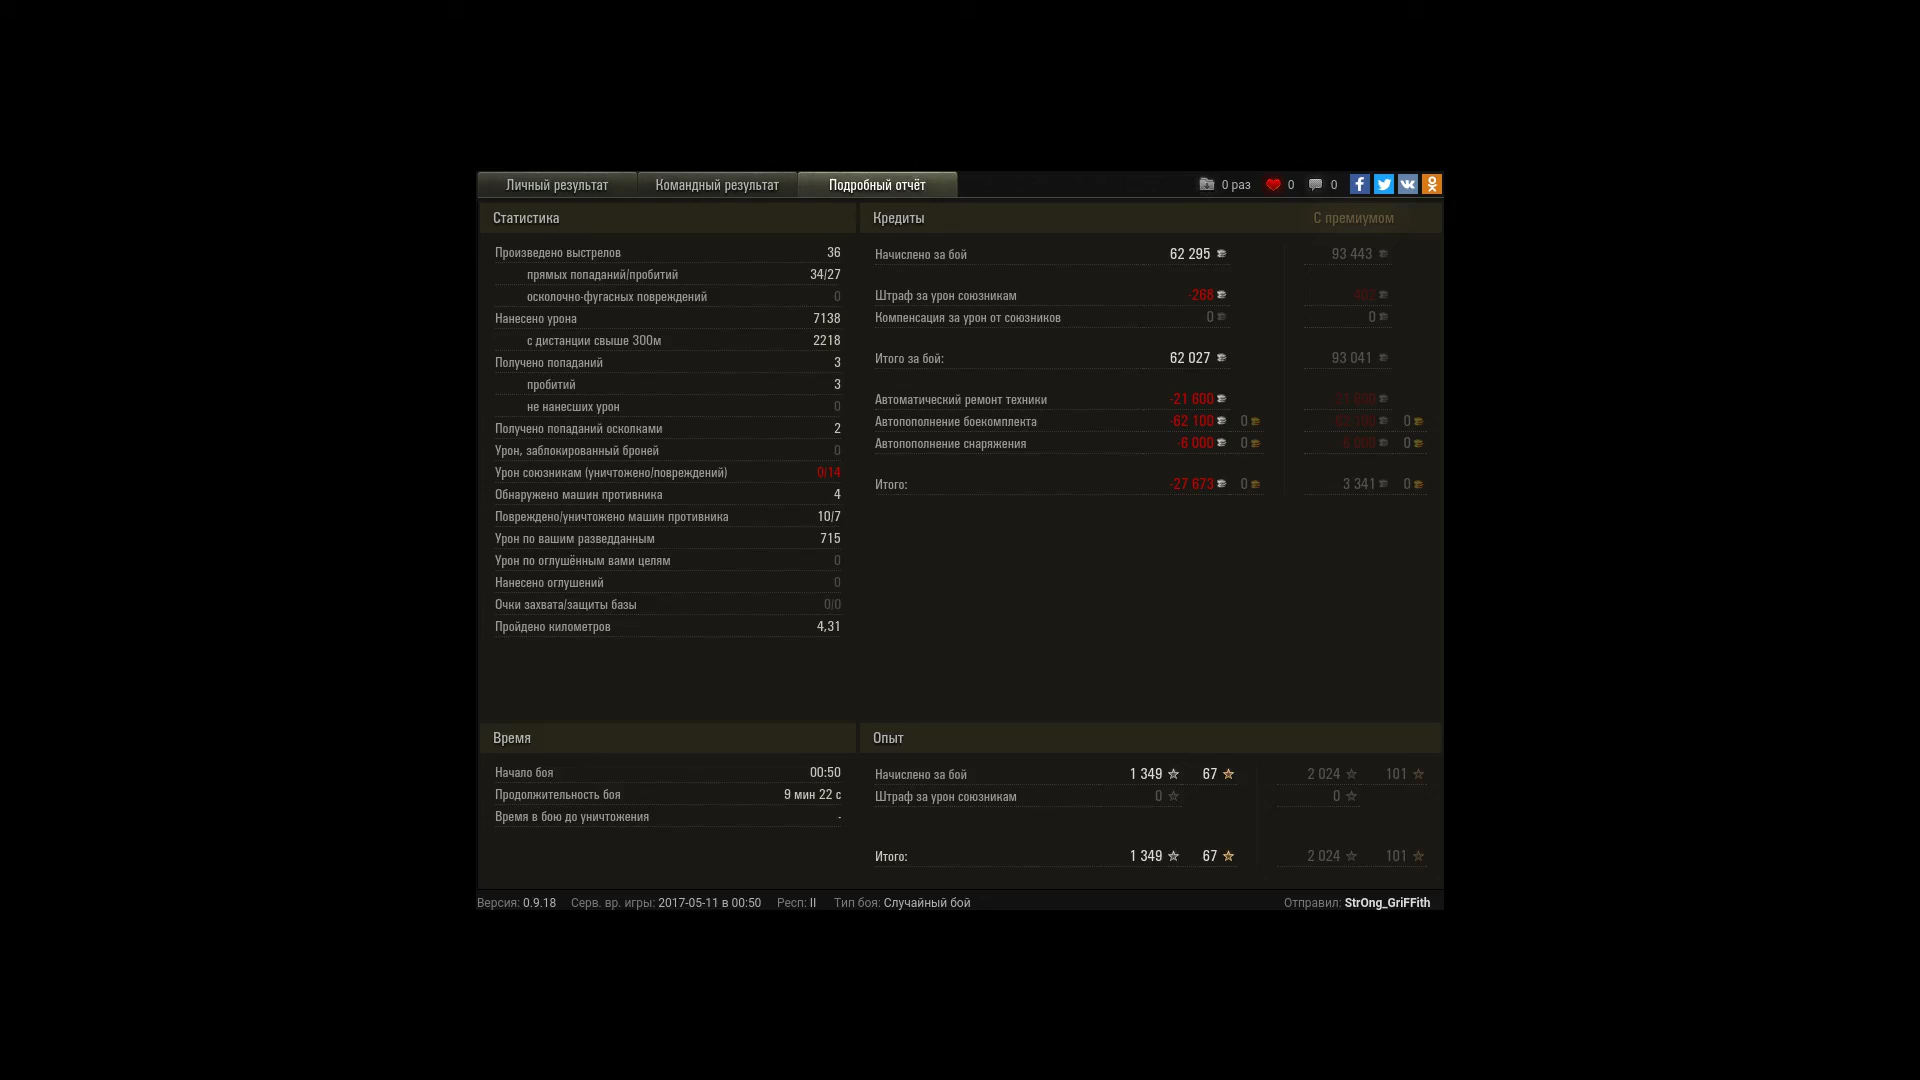 Личный результат Командный результат Подробный отчёт 0 раз 0 0
Статистика
Произведено выстрелов 36
прямых попаданий/пробитий 34/27
осколочно-фугасных повреждений 0
Нанесено урона 7138
с дистанции свыше 300м 2218
Получено попаданий 3
пробитий 3
не нанесших урон 0
Получено попаданий осколками 2
Урон, заблокированный броней 0
Урон союзникам (уничтожено/повреждений) 0/14
Обнаружено машин противника 4
Повреждено/уничтожено машин противника 10/7
Урон по вашим разведданным 715
Урон по оглушённым вами целям 0
Нанесено оглушений 0
Очки захвата/защиты базы 0/0
Пройдено километров 4,31
Кредиты С премиумом
Начислено за бой 62 295 93 443
Штраф за урон союзникам -268
Компенсация за урон от союзников 0 0
Итого за бой: 62 027 93 041
Автоматический ремонт техники -21 600
Автопополнение боекомплекта -62 100 0 0
Автопополнение снаряжения -6 000 0 0
Итого: -27 673 0 3 341 0
Время
Начало боя 00:50
Продолжительность боя 9 мин 22 с
Время в бою до уничтожения -
Опыт
Начислено за бой 1 349 67 2 024 101
Штраф за урон союзникам 0 0
Итого: 1 349 67 2 024 101
Версия: 0.9.18 Серв. вр. игры: 2017-05-11 в 00:50 Респ: II Тип боя: Случайный бой Отправил: StrOng_GriFFith